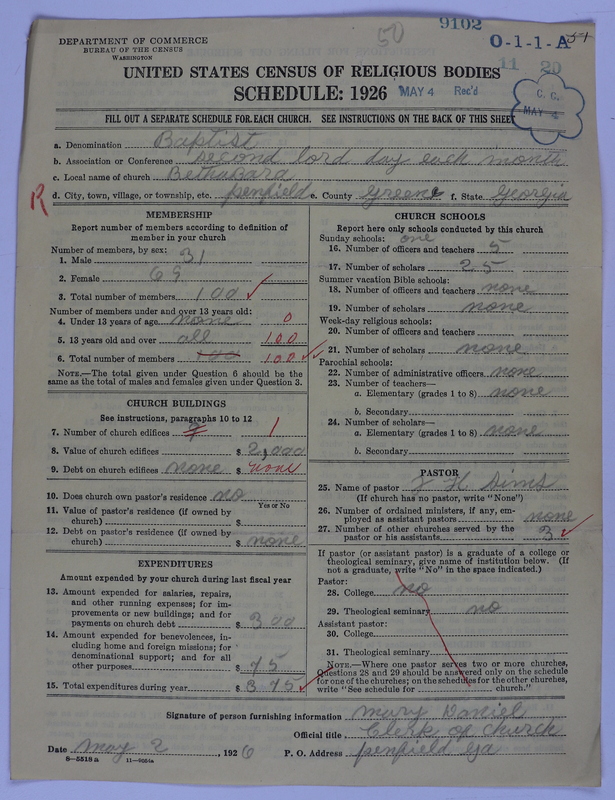 50
9102
DEPARTMENT OF COMMERCE
BUREAU OF THE CENSUS
WASHINGTON
O-1-1-A
11 20
UNITED STATES CENSUS OF RELIGIOUS BODIES
SCHEDULE: 1926
MAY 4 Rec'd
C. C.
MAY 4
FILL OUT A SEPARATE SCHEDULE FOR EACH CHURCH. SEE INSTRUCTIONS ON THE BACK OF THIS SHEET
a. Denomination Baptist
b. Association or Conference second lord day each month
c. Local name of church Bethabara
R d. City, town, village, or township, etc. Penfield e. County Greene f. State Georgia
MEMBERSHIP
Report number of members according to definition of
member in your church
Number of members, by sex:
1. Male 31
2. Female 69
3. Total number of members 100
Number of members under and over 13 years old:
4. Under 13 years of age none 0
5. 13 years old and over all 100
6. Total number of members 100 100
NOTE.—The total given under Question 6 should be
same as the total of males and females given under Question 3.
CHURCH BUILDINGS
See instructions, paragraphs 10 to 12
7. Number of church edifices 1
8. Value of church edifices $ 2,000
9. Debt on church edifices none $ none
10. Does church own pastor's residence no
Yes or No
11. Value of pastor's residence (if owned by
church) $
12. Debt on pastor's residence (if owned by
church) $ none
EXPENDITURES
Amount expended by your church during last fiscal year
13. Amount expended for salaries, repairs,
and other running expenses; for im-
provements or new buildings; and for
payments on church debt $ 300
14. Amount expended for benevolences, in-
cluding home and foreign missions; for
denominational support; and for all
other purposes $ 75
15. Total expenditures during year $ 375
CHURCH SCHOOLS
Report here only schools conducted by this church
Sunday schools: one
16. Number of officers and teachers 5
17. Number of scholars 25
Summer vacation Bible schools:
18. Number of officers and teachers none
19. Number of scholars none
Week-day religious schools:
20. Number of officers and teachers
21. Number of scholars none
Parochial schools:
22. Number of administrative officers none
23. Number of teachers—
a. Elementary (grades 1 to 8) none
b. Secondary
24. Number of scholars—
a. Elementary (grades 1 to 8) none
b. Secondary
PASTOR
25. Name of pastor J H Sims
(If church has no pastor, write "None")
26. Number of ordained ministers, if any, em-
ployed as assistant pastors none
27. Number of other churches served by the
pastor or his assistants 3
If pastor (or assistant pastor) is a graduate of a college or
theological seminary, give name of institution below. (If
not a graduate, write "No" in the space indicated.)
Pastor:
28. College no
29. Theological seminary no
Assistant pastor:
30. College
31. Theological seminary
NOTE.—Where one pastor serves two or more churches,
Questions 28 and 29 should be answered only on the schedule
for one of the churches; on the schedules for the other churches,
write "See schedule for church."
Signature of person furnishing information Mary Daniel
Official title Clerk of church
Date May 2, 1926 P. O. Address Penfield Ga
8—5518 a 11—9054a